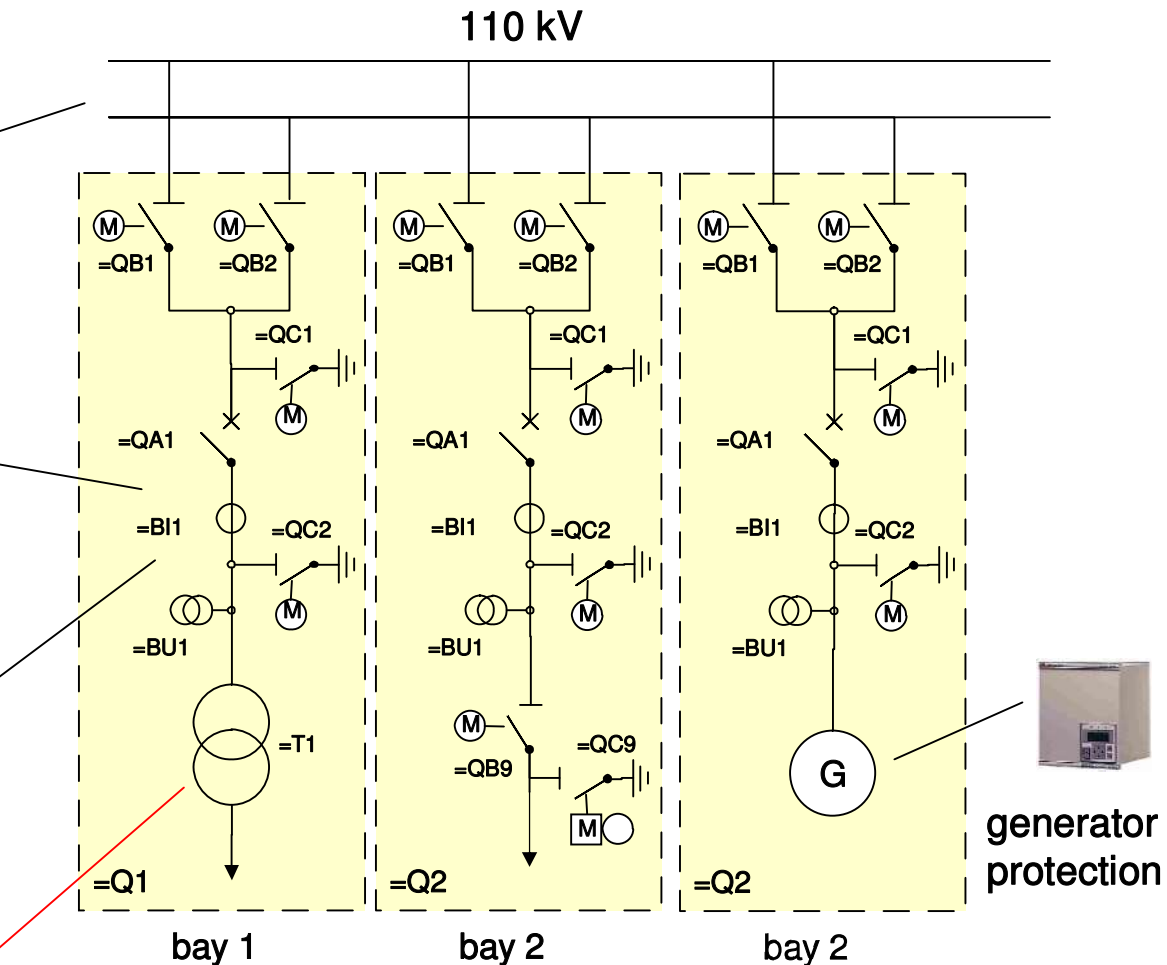 110 kV
M
M
M
M
M
M
=QB1
=QB2
=QB1
=QB2
=QB1
=QB2
=QC1
=QC1
=QC1
M
M
M
=QA1
=QA1
=QA1
=BI1
=QC2
=BI1
=QC2
=BI1
=QC2
M
M
M
=BU1
=BU1
=BU1
M
=T1
=QC9
=QB9
G
M
generator
protection
=Q1
=Q2
=Q2
bay 1
bay 2
bay 2